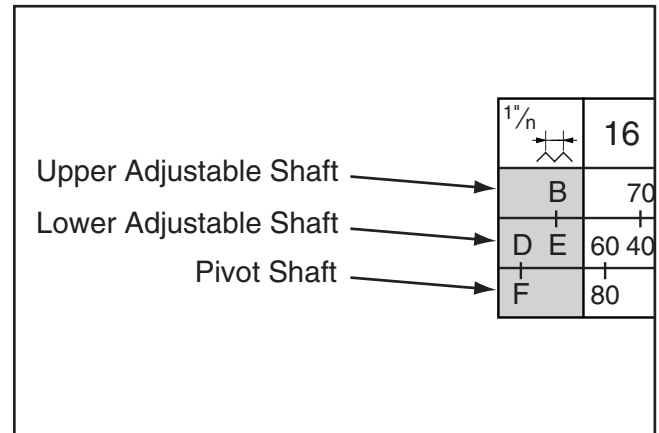 1"/n 16
Upper Adjustable Shaft B 70
Lower Adjustable Shaft D E 60 40
Pivot Shaft F 80